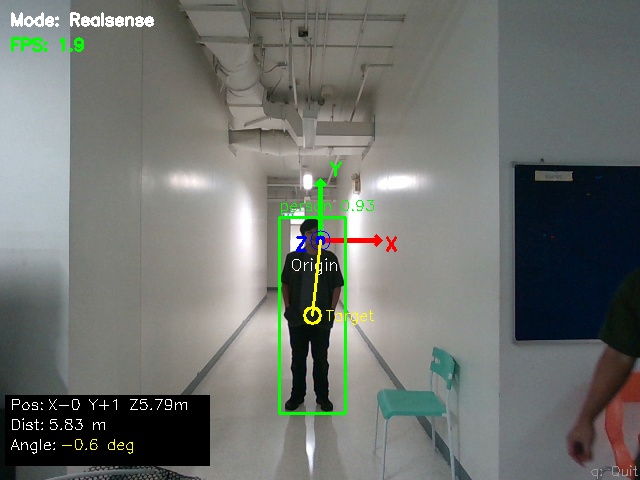 Mode: Realsense
FPS: 1.9
Y
person 0.93
Z
X
Origin
Target
Pos: X-0 Y+1 Z5.79m
Dist: 5.83 m
Angle: -0.6 deg
q: Quit